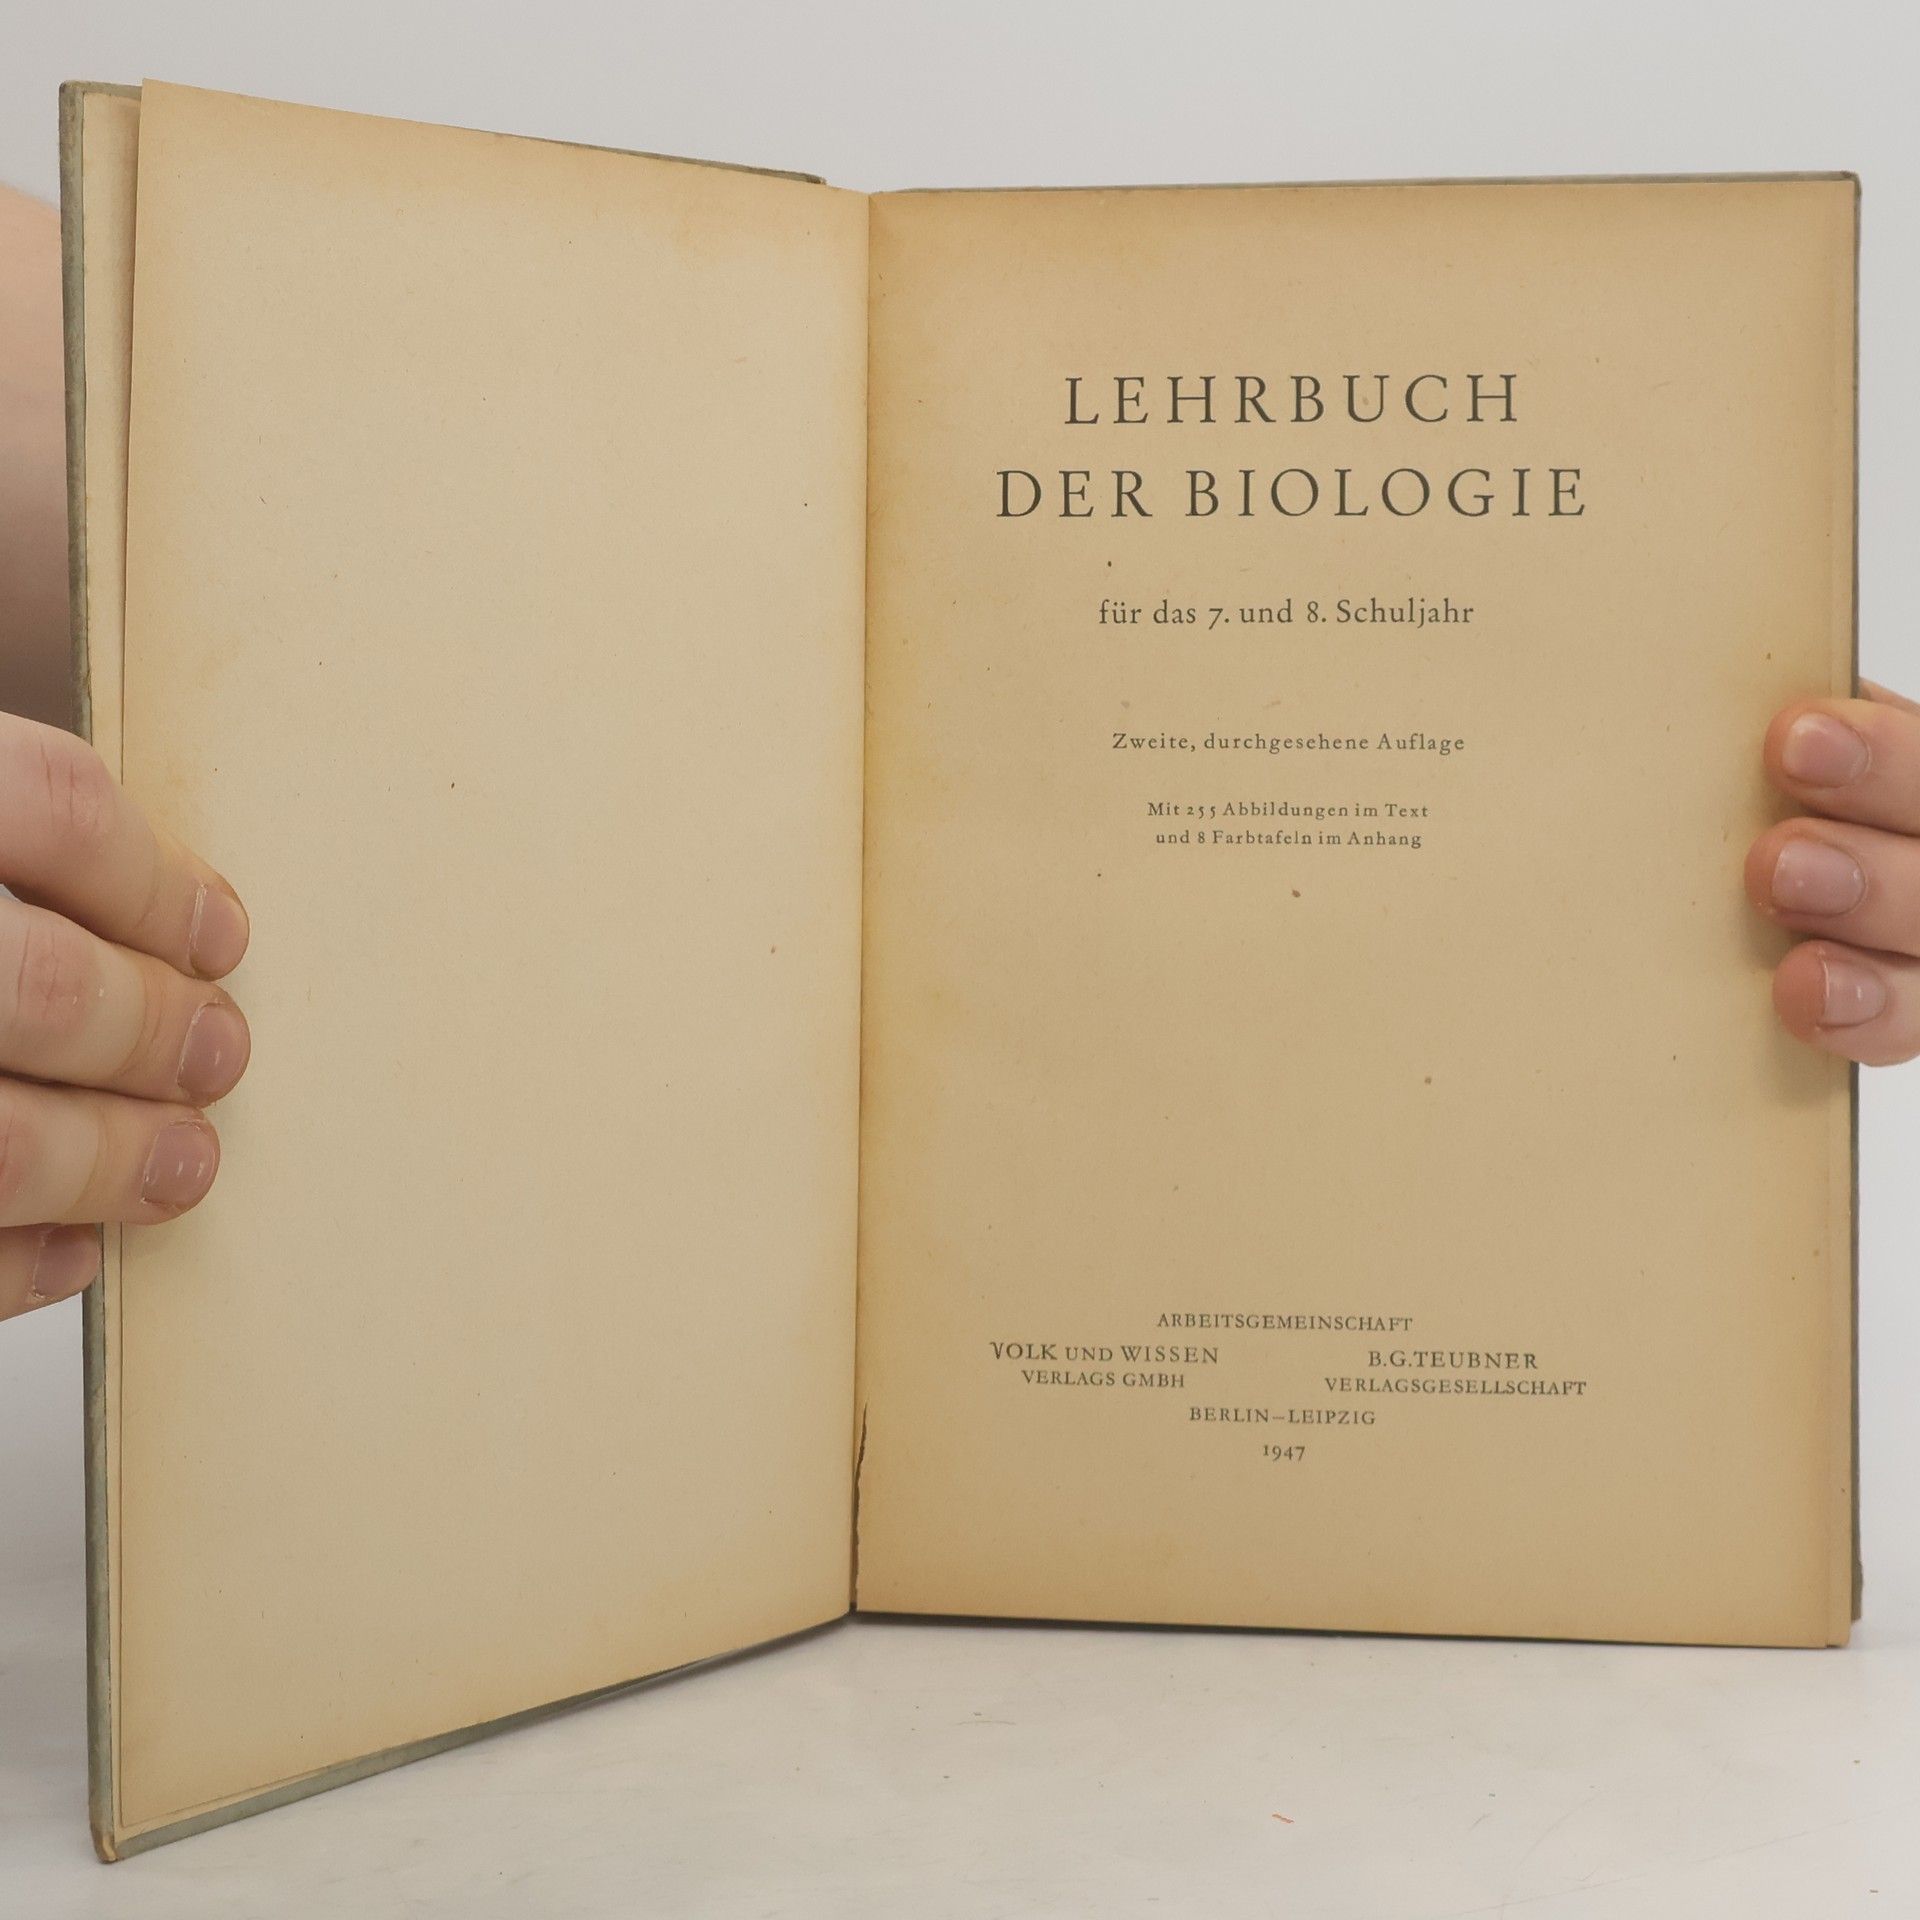 LEHRBUCH
DER BIOLOGIE
für das 7. und 8. Schuljahr
Zweite, durchgesehene Auflage
Mit 255 Abbildungen im Text
und 8 Farbtafeln im Anhang
ARBEITSGEMEINSCHAFT
VOLK UND WISSEN
VERLAGS GMBH
B.G.TEUBNER
VERLAGSGESELLSCHAFT
BERLIN–LEIPZIG
1947